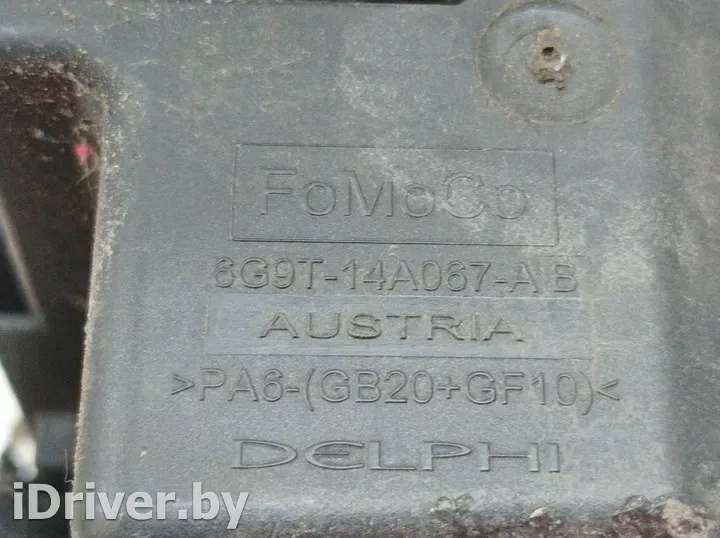 FoMoCo
6G9T-14A067-AB
AUSTRIA
>PA6-(GB20+GF10)<
DELPHI
iDriver.by